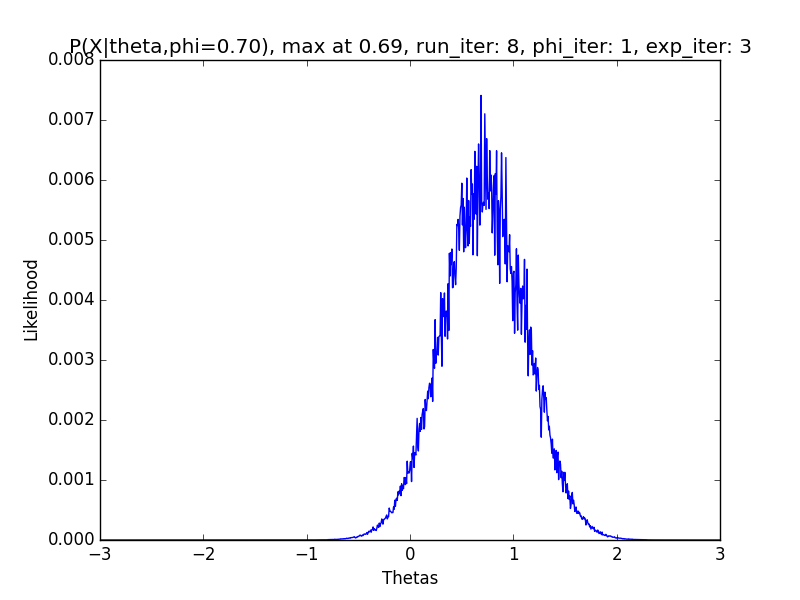 P(X|theta,phi=0.70), max at 0.69, run_iter: 8, phi_iter: 1, exp_iter: 3
0.008
0.007
0.006
0.005
0.004
0.003
0.002
0.001
0.000
Likelihood
−3 −2 −1 0 1 2 3
Thetas